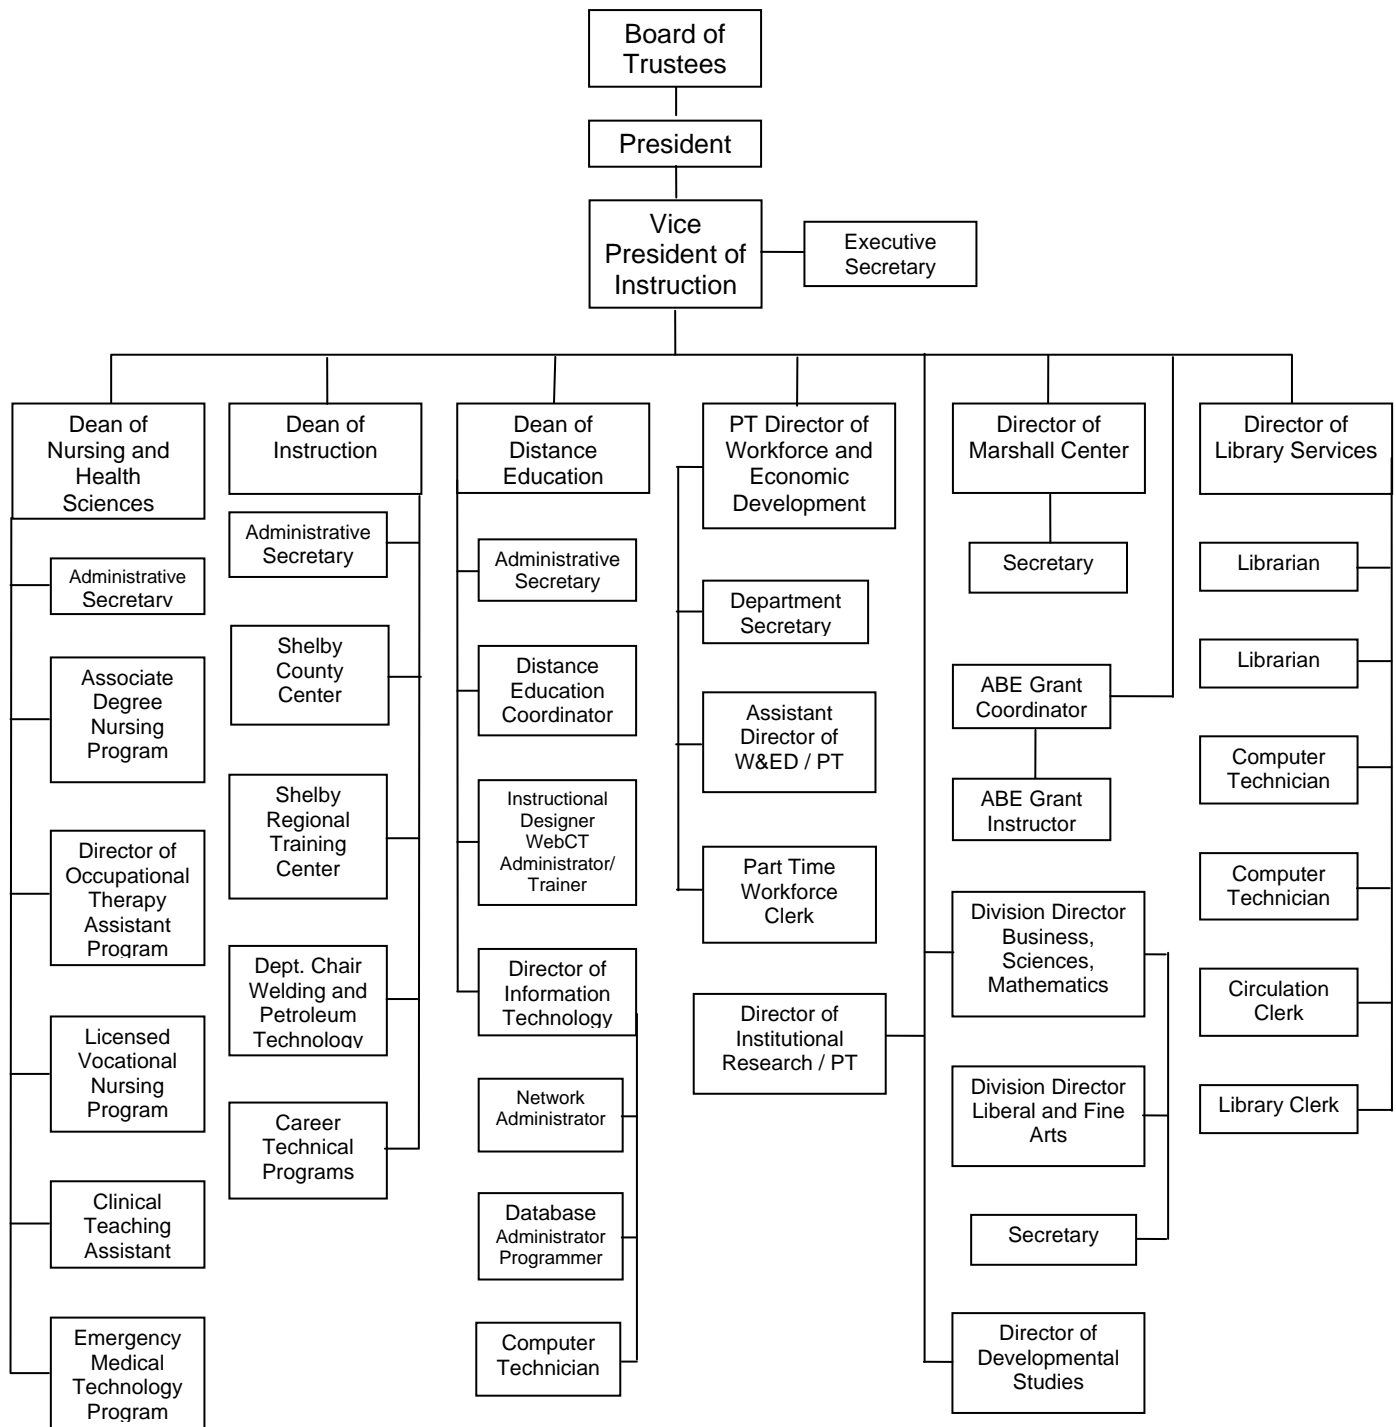 Board of
Trustees
President
Vice
President of
Instruction
Executive
Secretary
Dean of
Nursing and
Health
Sciences
Administrative
Secretary
Associate
Degree
Nursing
Program
Director of
Occupational
Therapy
Assistant
Program
Licensed
Vocational
Nursing
Program
Clinical
Teaching
Assistant
Emergency
Medical
Technology
Program
Dean of
Instruction
Administrative
Secretary
Shelby
County
Center
Shelby
Regional
Training
Center
Dept. Chair
Welding and
Petroleum
Technology
Career
Technical
Programs
Dean of
Distance
Education
Administrative
Secretary
Distance
Education
Coordinator
Instructional
Designer
WebCT
Administrator/
Trainer
Director of
Information
Technology
Network
Administrator
Database
Administrator
Programmer
Computer
Technician
PT Director of
Workforce and
Economic
Development
Department
Secretary
Assistant
Director of
W&ED / PT
Part Time
Workforce
Clerk
Director of
Institutional
Research / PT
Director of
Marshall Center
Secretary
ABE Grant
Coordinator
ABE Grant
Instructor
Division Director
Business,
Sciences,
Mathematics
Division Director
Liberal and Fine
Arts
Secretary
Director of
Developmental
Studies
Director of
Library Services
Librarian
Librarian
Computer
Technician
Computer
Technician
Circulation
Clerk
Library Clerk